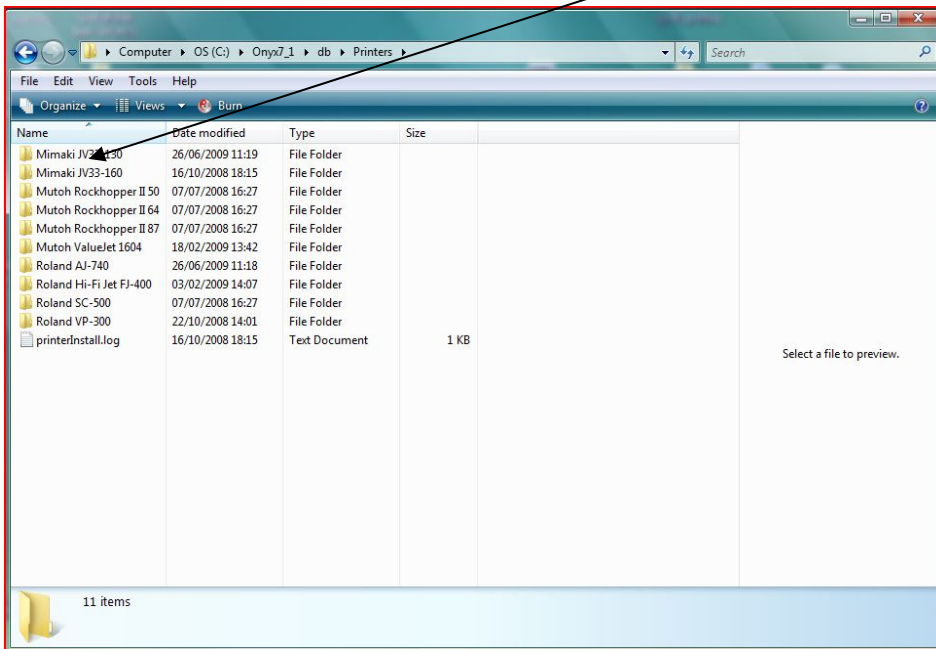 Computer ▸ OS (C:) ▸ Onyx7_1 ▸ db ▸ Printers ▸ Search
File Edit View Tools Help
Organize Views Burn
Name Date modified Type Size
Mimaki JV33-130 26/06/2009 11:19 File Folder
Mimaki JV33-160 16/10/2008 18:15 File Folder
Mutoh Rockhopper II 50 07/07/2008 16:27 File Folder
Mutoh Rockhopper II 64 07/07/2008 16:27 File Folder
Mutoh Rockhopper II 87 07/07/2008 16:27 File Folder
Mutoh ValueJet 1604 18/02/2009 13:42 File Folder
Roland AJ-740 26/06/2009 11:18 File Folder
Roland Hi-Fi Jet FJ-400 03/02/2009 14:07 File Folder
Roland SC-500 07/07/2008 16:27 File Folder
Roland VP-300 22/10/2008 14:01 File Folder
printerInstall.log 16/10/2008 18:15 Text Document 1 KB
Select a file to preview.
11 items